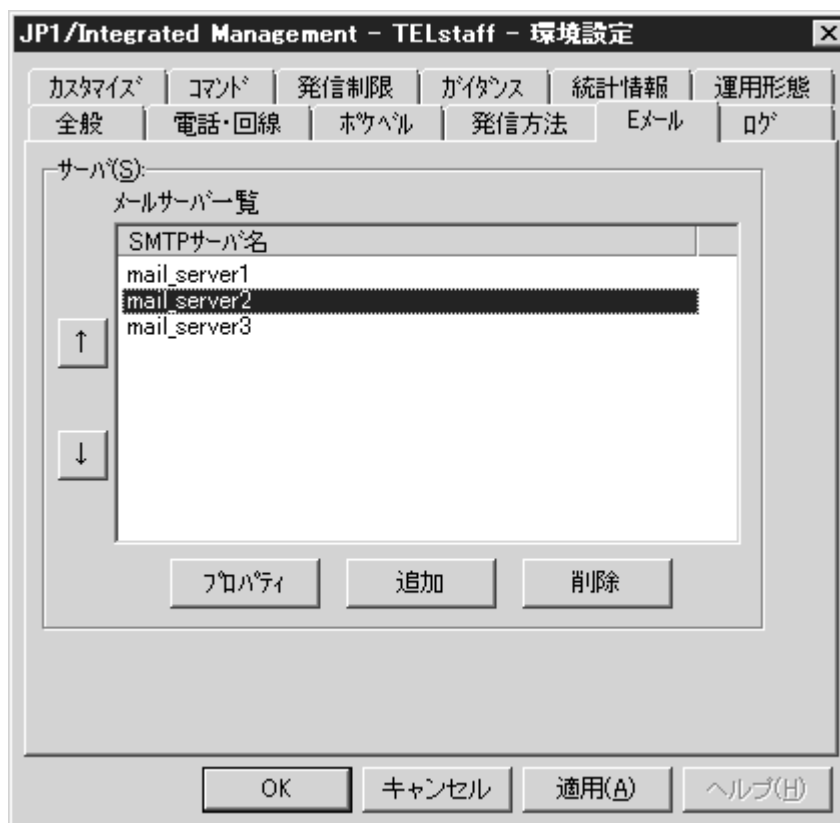 JP1/Integrated Management - TELstaff - 環境設定
ｶｽﾀﾏｲｽﾞ ｺﾏﾝﾄﾞ 発信制限 ｶﾞｲﾀﾞﾝｽ 統計情報 運用形態
全般 電話・回線 ﾎﾟｹﾍﾞﾙ 発信方法 Eﾒｰﾙ ﾛｸﾞ
ｻｰﾊﾞ(S):
ﾒｰﾙｻｰﾊﾞ一覧
SMTPｻｰﾊﾞ名
mail_server1
mail_server2
mail_server3
↑
↓
ﾌﾟﾛﾊﾟﾃｨ 追加 削除
OK キャンセル 適用(A) ヘルプ(H)